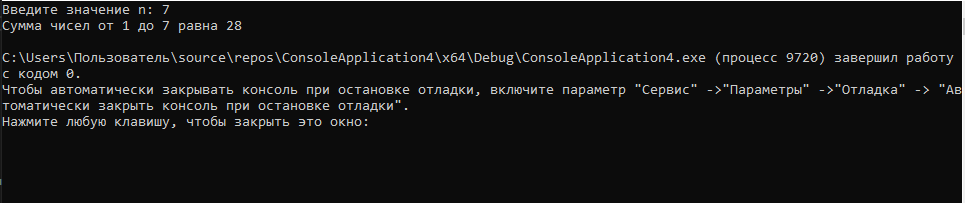 Введите значение n: 7
Сумма чисел от 1 до 7 равна 28
C:\Users\Пользователь\source\repos\ConsoleApplication4\x64\Debug\ConsoleApplication4.exe (процесс 9720) завершил работу
с кодом 0.
Чтобы автоматически закрывать консоль при остановке отладки, включите параметр "Сервис" ->"Параметры" ->"Отладка" -> "Ав
томатически закрыть консоль при остановке отладки".
Нажмите любую клавишу, чтобы закрыть это окно: